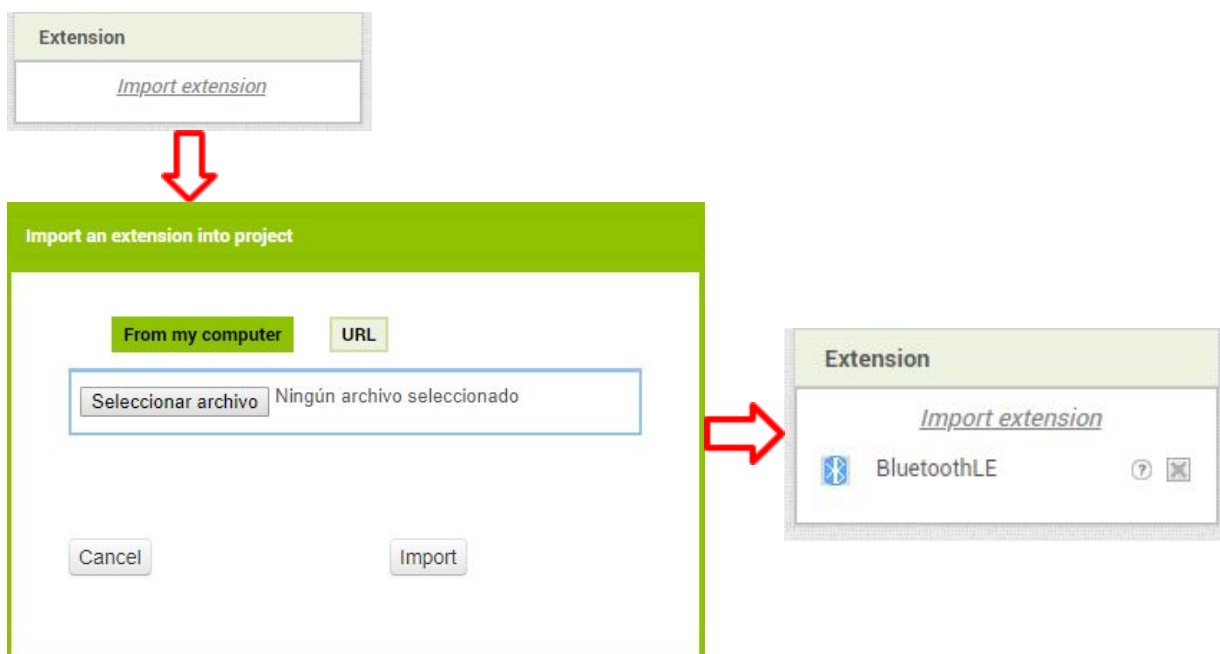 Extension
Import extension
Import an extension into project
From my computer URL
Seleccionar archivo Ningún archivo seleccionado
Cancel Import
Extension
Import extension
BluetoothLE ?